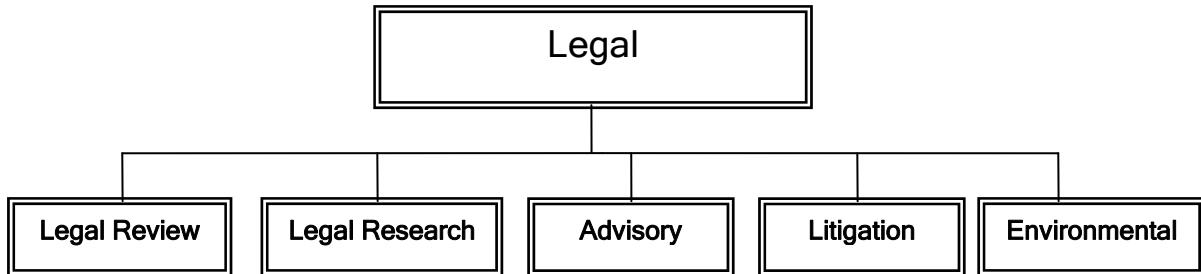 Legal
Legal Review
Legal Research
Advisory
Litigation
Environmental